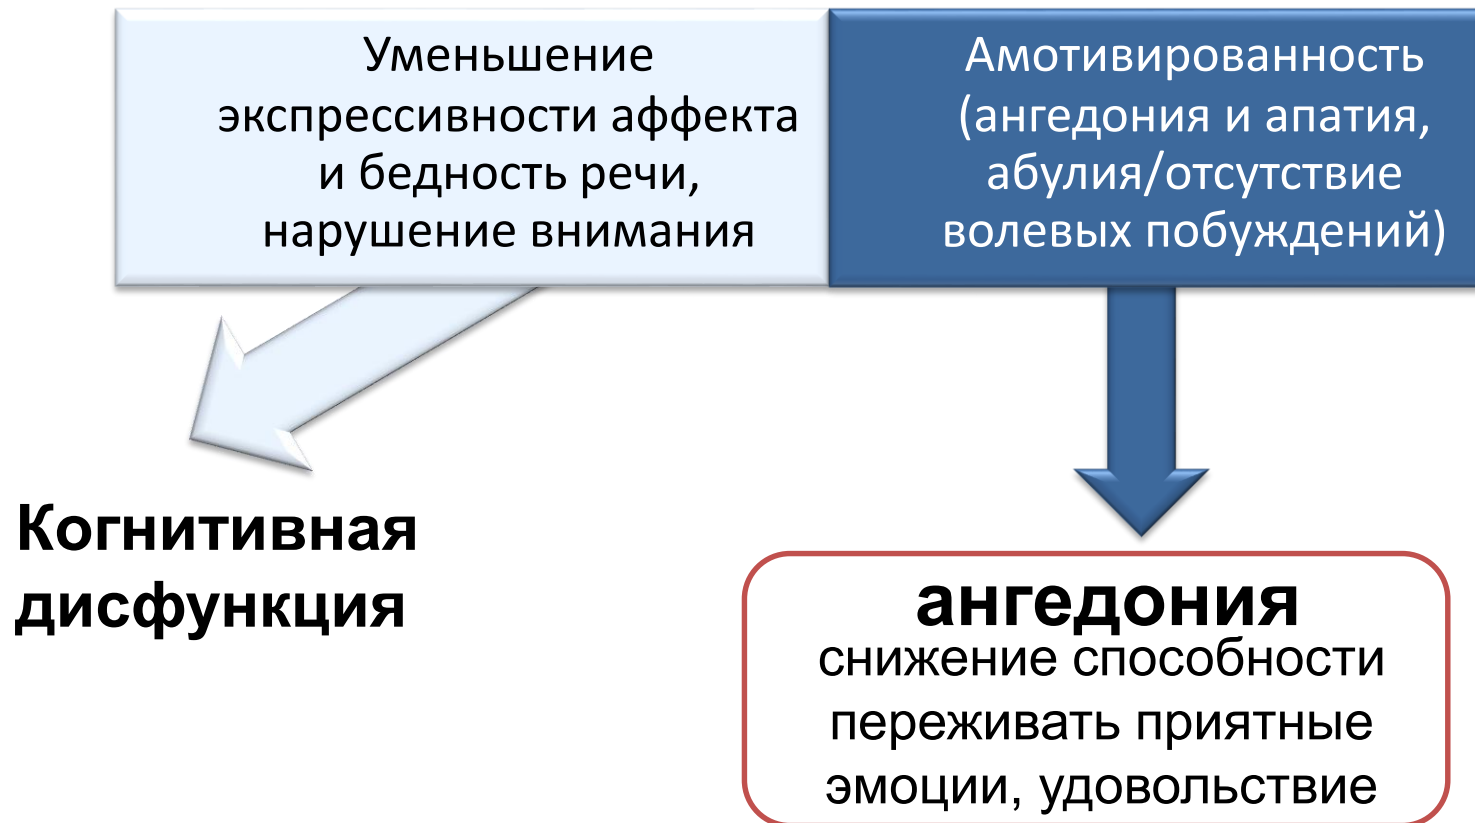 Уменьшение
экспрессивности аффекта
и бедность речи,
нарушение внимания
Амотивированность
(ангедония и апатия,
абулия/отсутствие
волевых побуждений)
Когнитивная
дисфункция
ангедония
снижение способности
переживать приятные
эмоции, удовольствие